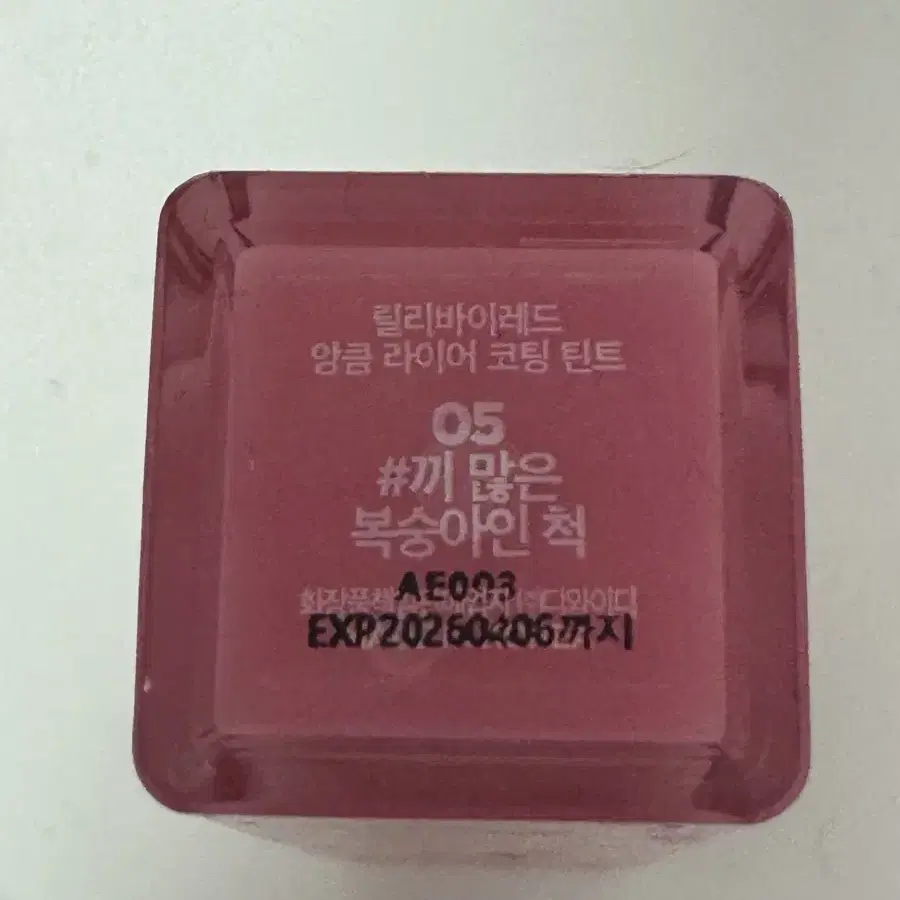 릴리바이레드
앙큼 라이어 코팅 틴트
05
#끼 많은
복숭아인 척
AE003
EXP20260406까지